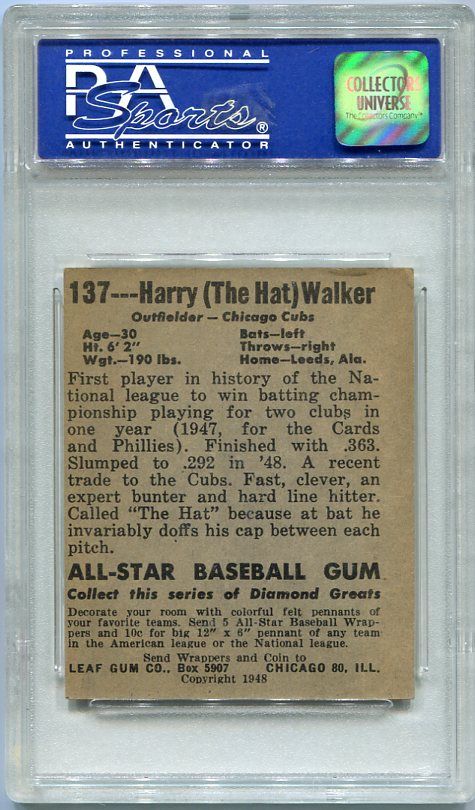 PROFESSIONAL
PSA
Sports®
AUTHENTICATOR
COLLECTORS
UNIVERSE
The Collectors Company™
137---Harry (The Hat) Walker
Outfielder — Chicago Cubs
Age—30 Bats—left
Ht. 6' 2" Throws—right
Wgt.—190 lbs. Home—Leeds, Ala.
First player in history of the Na-
tional league to win batting cham-
pionship playing for two clubs in
one year (1947, for the Cards
and Phillies). Finished with .363.
Slumped to .292 in '48. A recent
trade to the Cubs. Fast, clever, an
expert bunter and hard line hitter.
Called "The Hat" because at bat he
invariably doffs his cap between each
pitch.
ALL-STAR BASEBALL GUM
Collect this series of Diamond Greats
Decorate your room with colorful felt pennants of
your favorite teams. Send 5 All-Star Baseball Wrap-
pers and 10c for big 12" x 6" pennant of any team
in the American league or the National league.
Send Wrappers and Coin to
LEAF GUM CO., Box 5907 CHICAGO 80, ILL.
Copyright 1948